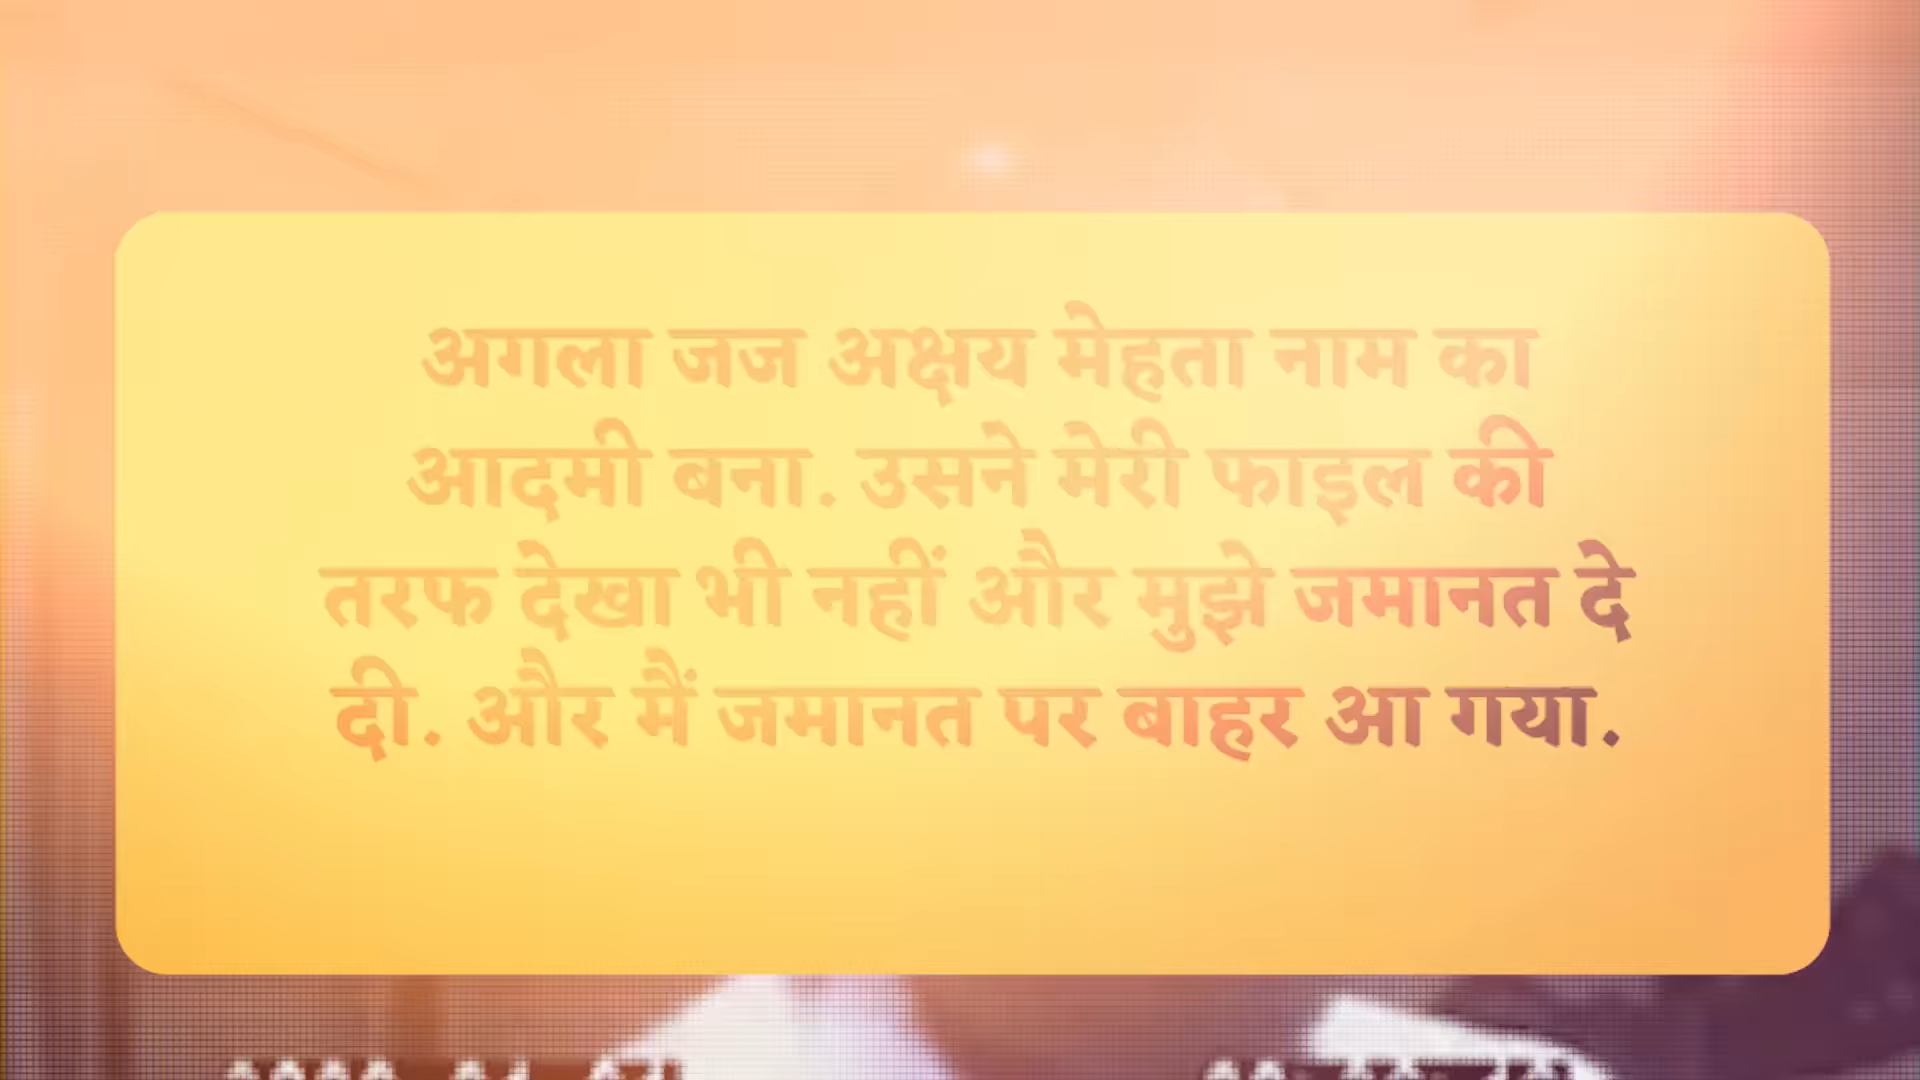 अगला जज अक्षय मेहता नाम का
आदमी बना. उसने मेरी फाइल की
तरफ देखा भी नहीं और मुझे जमानत दे
दी. और मैं जमानत पर बाहर आ गया.